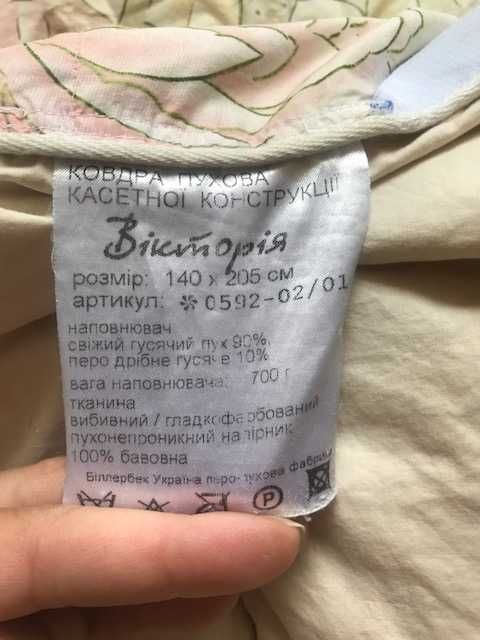 КОВДРА ПУХОВА
КАСЕТНОЇ КОНСТРУКЦІЇ
Вікторія
розмір: 140 x 205 см
артикул: ※ 0592-02/01
наповнювач
свіжий гусячий пух 90%,
перо дрібне гусяче 10%
вага наповнювача: 700 г
тканина
вибивний / гладкофарбований
пухонепроникний напірник
100% бавовна
Біллербек Україна перо-пухова фабрика
P